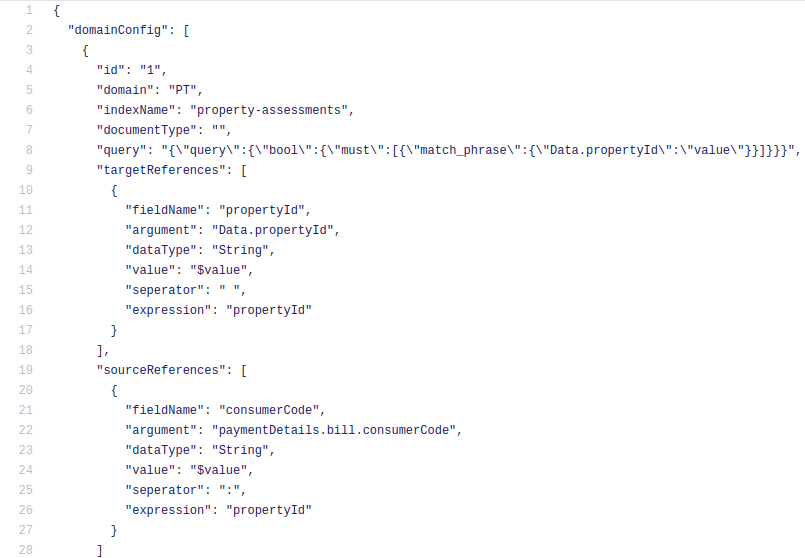 1 {
2   "domainConfig": [
3     {
4       "id": "1",
5       "domain": "PT",
6       "indexName": "property-assessments",
7       "documentType": "",
8       "query": "{\"query\":{\"bool\":{\"must\":[{\"match_phrase\":{\"Data.propertyId\":\"value\"}}]}}}",
9       "targetReferences": [
10         {
11           "fieldName": "propertyId",
12           "argument": "Data.propertyId",
13           "dataType": "String",
14           "value": "$value",
15           "seperator": " ",
16           "expression": "propertyId"
17         }
18       ],
19       "sourceReferences": [
20         {
21           "fieldName": "consumerCode",
22           "argument": "paymentDetails.bill.consumerCode",
23           "dataType": "String",
24           "value": "$value",
25           "seperator": ":",
26           "expression": "propertyId"
27         }
28       ]